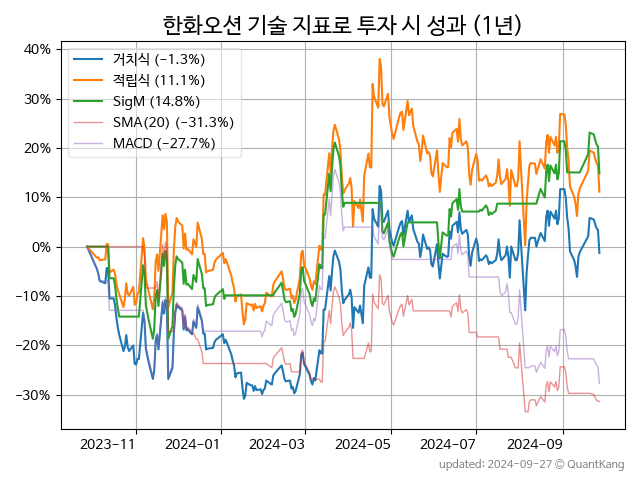 한화오션 기술 지표로 투자 시 성과 (1년)
40%
30%
20%
10%
0%
−10%
−20%
−30%
거치식 (−1.3%)
적립식 (11.1%)
SigM (14.8%)
SMA(20) (−31.3%)
MACD (−27.7%)
2023-11
2024-01
2024-03
2024-05
2024-07
2024-09
updated: 2024-09-27 © QuantKang